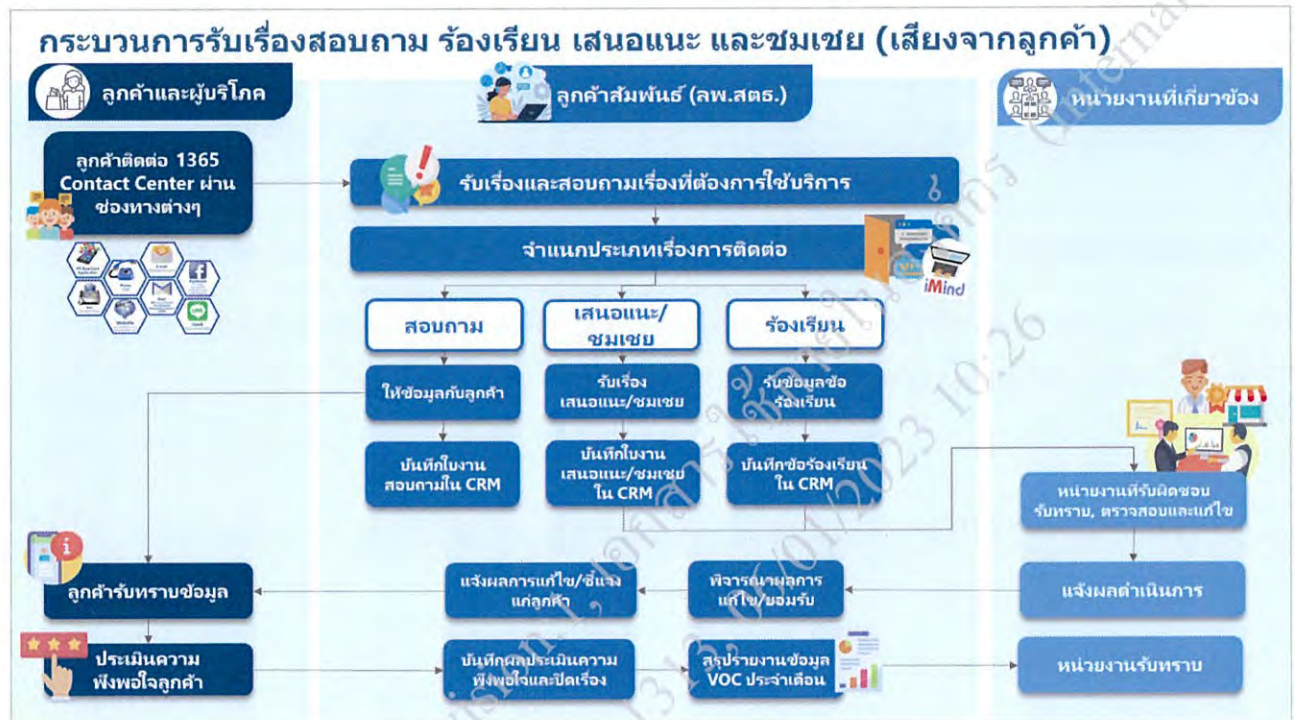 กระบวนการรับเรื่องสอบถาม ร้องเรียน เสนอแนะ และชมเชย (เสียงจากลูกค้า)
ลูกค้าและผู้บริโภค
ลูกค้าสัมพันธ์ (ลพ.สตธ.)
หน่วยงานที่เกี่ยวข้อง
ลูกค้าติดต่อ 1365
Contact Center ผ่าน
ช่องทางต่างๆ
รับเรื่องและสอบถามเรื่องที่ต้องการใช้บริการ
จำแนกประเภทเรื่องการติดต่อ
iMind
สอบถาม
เสนอแนะ/
ชมเชย
ร้องเรียน
ให้ข้อมูลกับลูกค้า
รับเรื่อง
เสนอแนะ/ชมเชย
รับข้อมูลข้อ
ร้องเรียน
บันทึกใบงาน
สอบถามใน CRM
บันทึกใบงาน
เสนอแนะ/ชมเชย
ใน CRM
บันทึกข้อร้องเรียน
ใน CRM
หน่วยงานที่รับผิดชอบ
รับทราบ, ตรวจสอบและแก้ไข
ลูกค้ารับทราบข้อมูล
แจ้งผลการแก้ไข/ชี้แจง
แก่ลูกค้า
พิจารณาผลการ
แก้ไข/ยอมรับ
แจ้งผลดำเนินการ
ประเมินความ
พึงพอใจลูกค้า
บันทึกผลประเมินความ
พึงพอใจและปิดเรื่อง
สรุปรายงานข้อมูล
VOC ประจำเดือน
หน่วยงานรับทราบ
เอกสารใช้ภายในองค์กร (Internal
06/01/2023 10:26